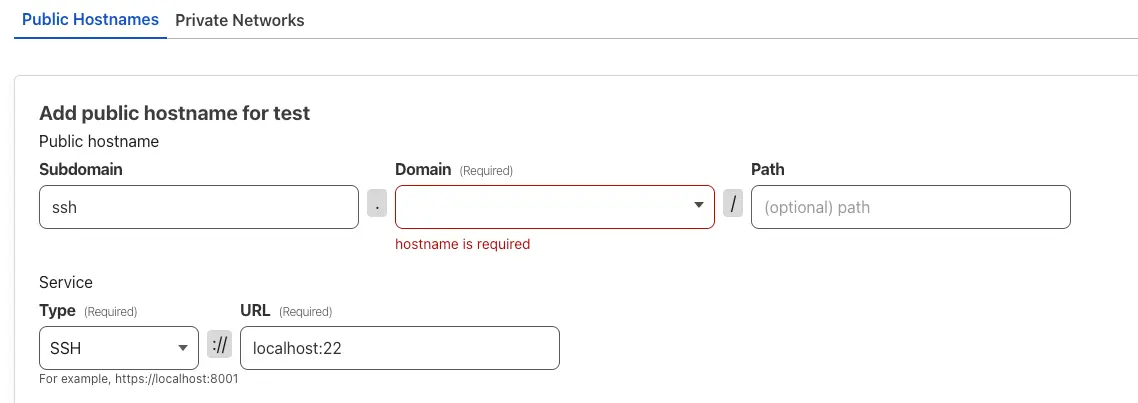 Public Hostnames Private Networks
Add public hostname for test
Public hostname
Subdomain Domain (Required) Path
ssh . / (optional) path
hostname is required
Service
Type (Required) URL (Required)
SSH :// localhost:22
For example, https://localhost:8001